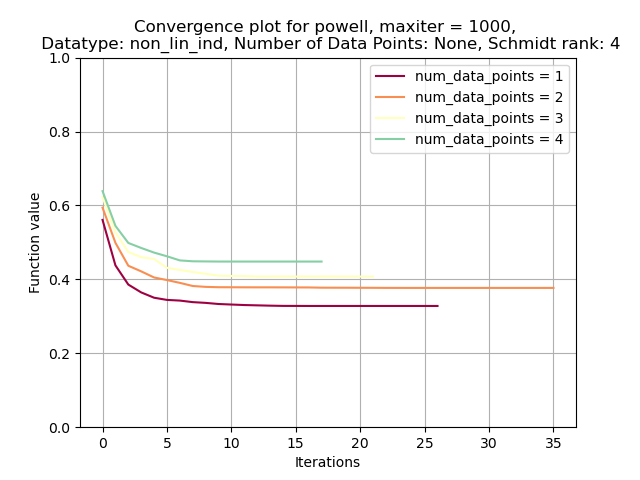 Convergence plot for powell, maxiter = 1000,
Datatype: non_lin_ind, Number of Data Points: None, Schmidt rank: 4
1.0
num_data_points = 1
num_data_points = 2
num_data_points = 3
num_data_points = 4
0.8
0.6
0.4
0.2
0.0
Function value
0 5 10 15 20 25 30 35
Iterations